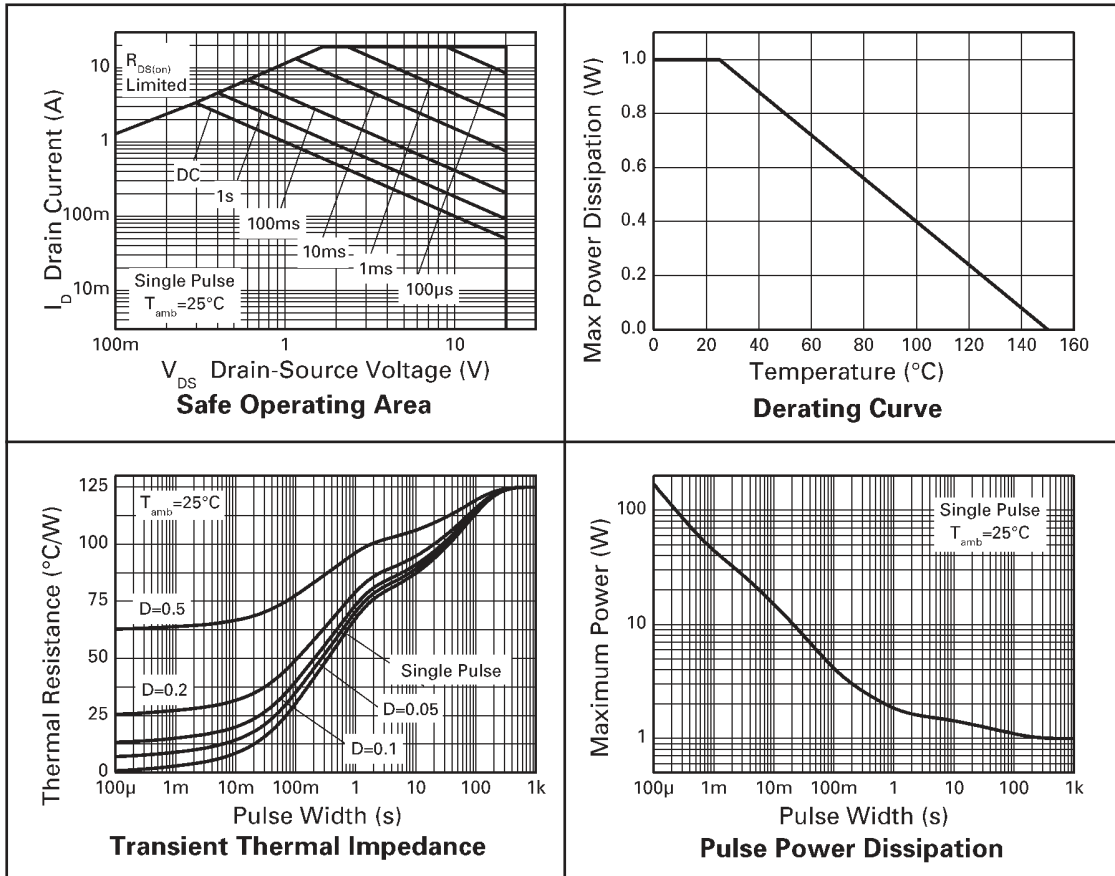 I_D Drain Current (A)
10
1
100m
10m
R_DS(on)
Limited
DC
1s
100ms
10ms
1ms
100µs
Single Pulse
T_amb=25°C
100m 1 10
V_DS Drain-Source Voltage (V)
Safe Operating Area
Max Power Dissipation (W)
1.0
0.8
0.6
0.4
0.2
0.0
0 20 40 60 80 100 120 140 160
Temperature (°C)
Derating Curve
Thermal Resistance (°C/W)
125
100
75
50
25
0
T_amb=25°C
D=0.5
D=0.2
Single Pulse
D=0.05
D=0.1
100µ 1m 10m 100m 1 10 100 1k
Pulse Width (s)
Transient Thermal Impedance
Maximum Power (W)
100
10
1
Single Pulse
T_amb=25°C
100µ 1m 10m 100m 1 10 100 1k
Pulse Width (s)
Pulse Power Dissipation